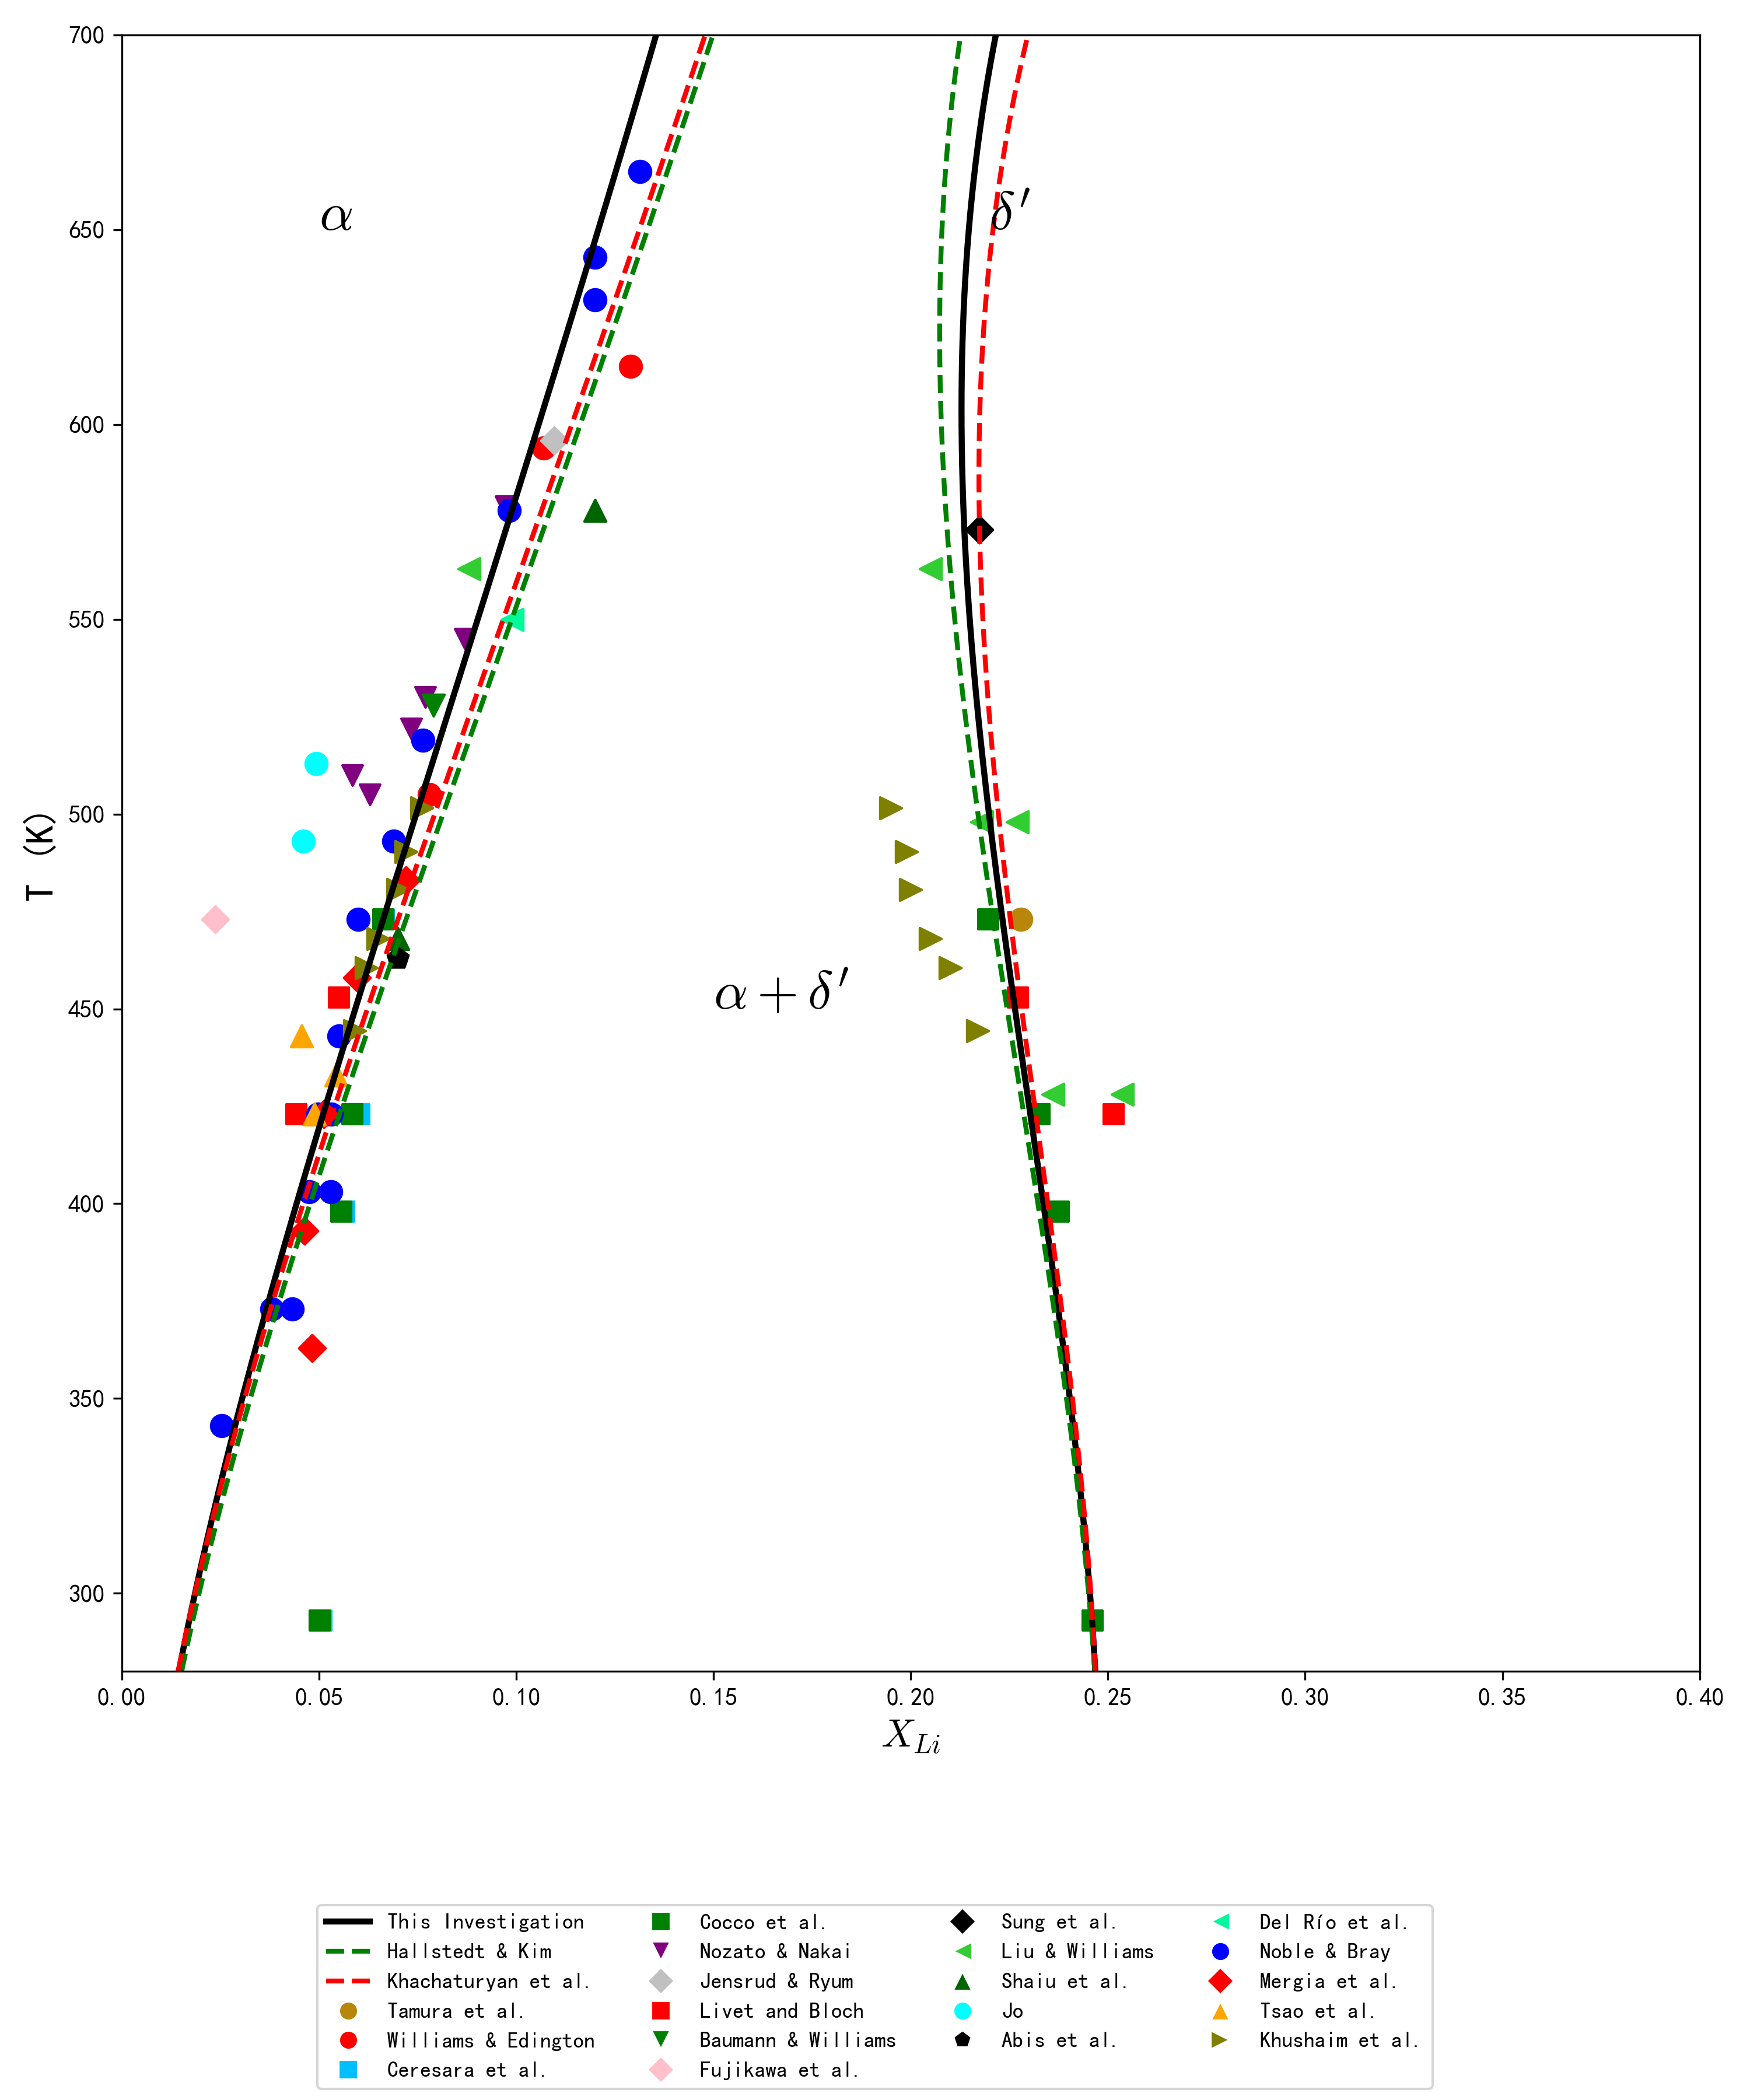 700
650
600
550
500
450
400
350
300
T (K)
α
δ′
α + δ′
0.00 0.05 0.10 0.15 0.20 0.25 0.30 0.35 0.40
X_{Li}
This Investigation
Hallstedt & Kim
Khachaturyan et al.
Tamura et al.
Williams & Edington
Ceresara et al.
Cocco et al.
Nozato & Nakai
Jensrud & Ryum
Livet and Bloch
Baumann & Williams
Fujikawa et al.
Sung et al.
Liu & Williams
Shaiu et al.
Jo
Abis et al.
Del Río et al.
Noble & Bray
Mergia et al.
Tsao et al.
Khushaim et al.